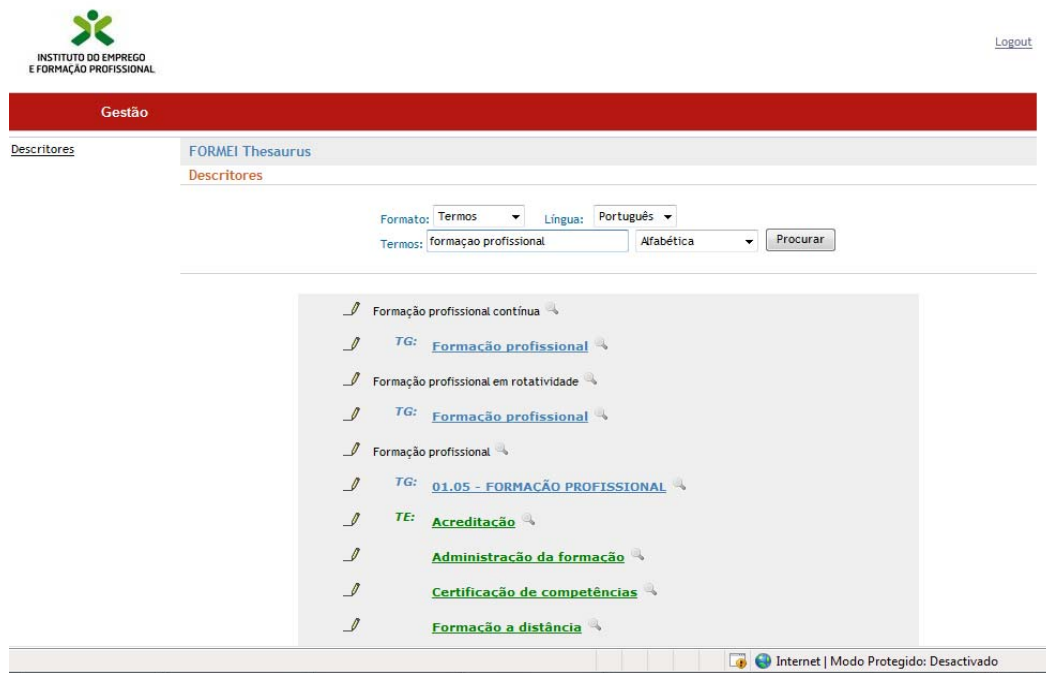 INSTITUTO DO EMPREGO
E FORMAÇÃO PROFISSIONAL
Logout
Gestão
Descritores
FORMEI Thesaurus
Descritores
Formato: Termos Língua: Português
Termos: formaçao profissional Alfabética Procurar
Formação profissional contínua
TG: Formação profissional
Formação profissional em rotatividade
TG: Formação profissional
Formação profissional
TG: 01.05 - FORMAÇÃO PROFISSIONAL
TE: Acreditação
Administração da formação
Certificação de competências
Formação a distância
Internet | Modo Protegido: Desactivado